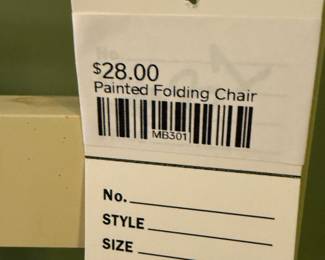 $28.00
Painted Folding Chair
MB301
No.
STYLE
SIZE